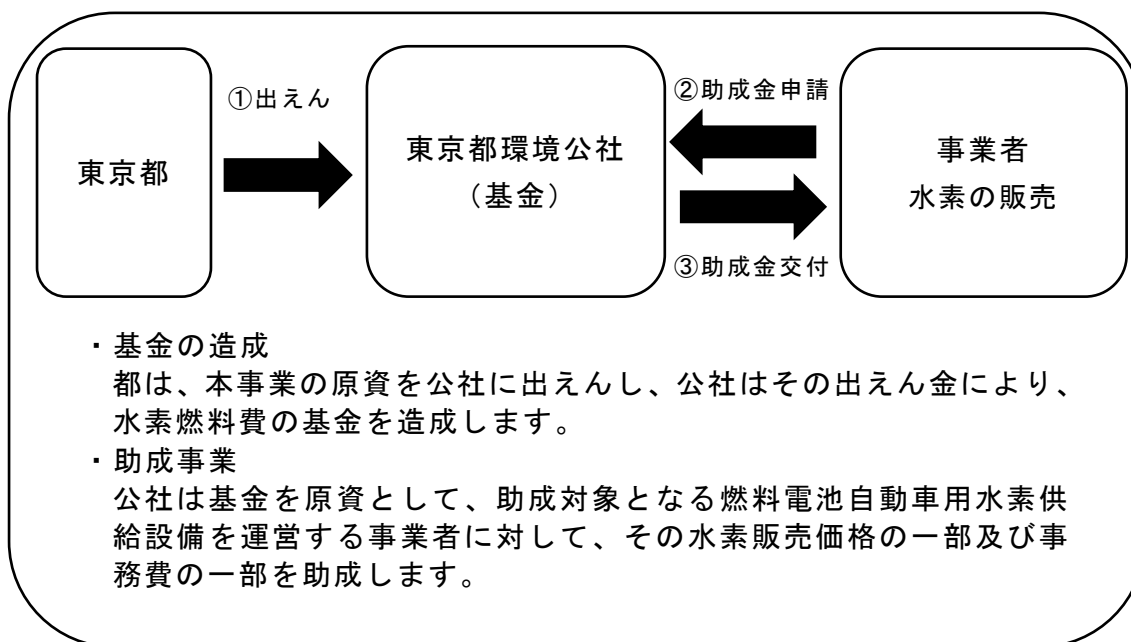 東京都
①出えん
東京都環境公社
（基金）
②助成金申請
③助成金交付
事業者
水素の販売
・基金の造成
都は、本事業の原資を公社に出えんし、公社はその出えん金により、
水素燃料費の基金を造成します。
・助成事業
公社は基金を原資として、助成対象となる燃料電池自動車用水素供
給設備を運営する事業者に対して、その水素販売価格の一部及び事
務費の一部を助成します。